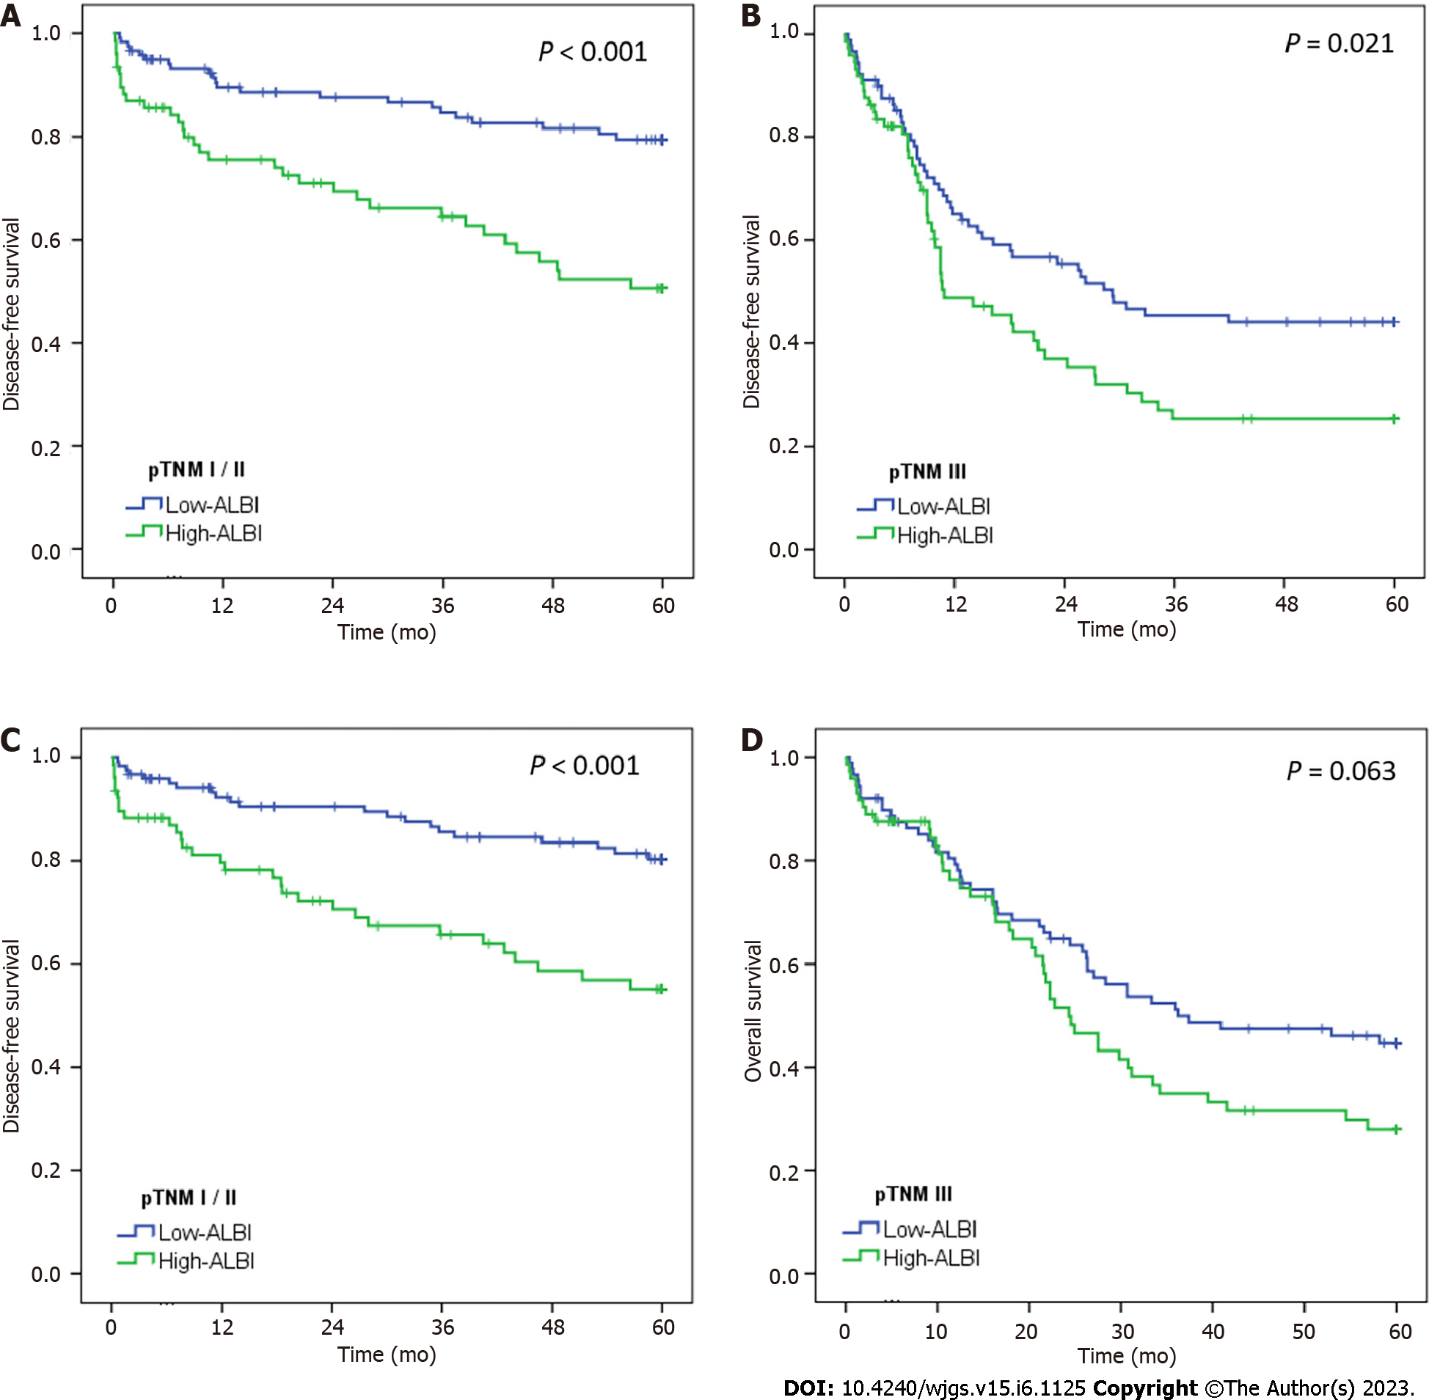 A
P < 0.001
1.0
0.8
0.6
0.4
0.2
0.0
Disease-free survival
pTNM I / II
Low-ALBI
High-ALBI
0 12 24 36 48 60
Time (mo)
B
P = 0.021
1.0
0.8
0.6
0.4
0.2
0.0
Disease-free survival
pTNM III
Low-ALBI
High-ALBI
0 12 24 36 48 60
Time (mo)
C
P < 0.001
1.0
0.8
0.6
0.4
0.2
0.0
Disease-free survival
pTNM I / II
Low-ALBI
High-ALBI
0 12 24 36 48 60
Time (mo)
D
P = 0.063
1.0
0.8
0.6
0.4
0.2
0.0
Overall survival
pTNM III
Low-ALBI
High-ALBI
0 10 20 30 40 50 60
Time (mo)
DOI: 10.4240/wjgs.v15.i6.1125 Copyright ©The Author(s) 2023.